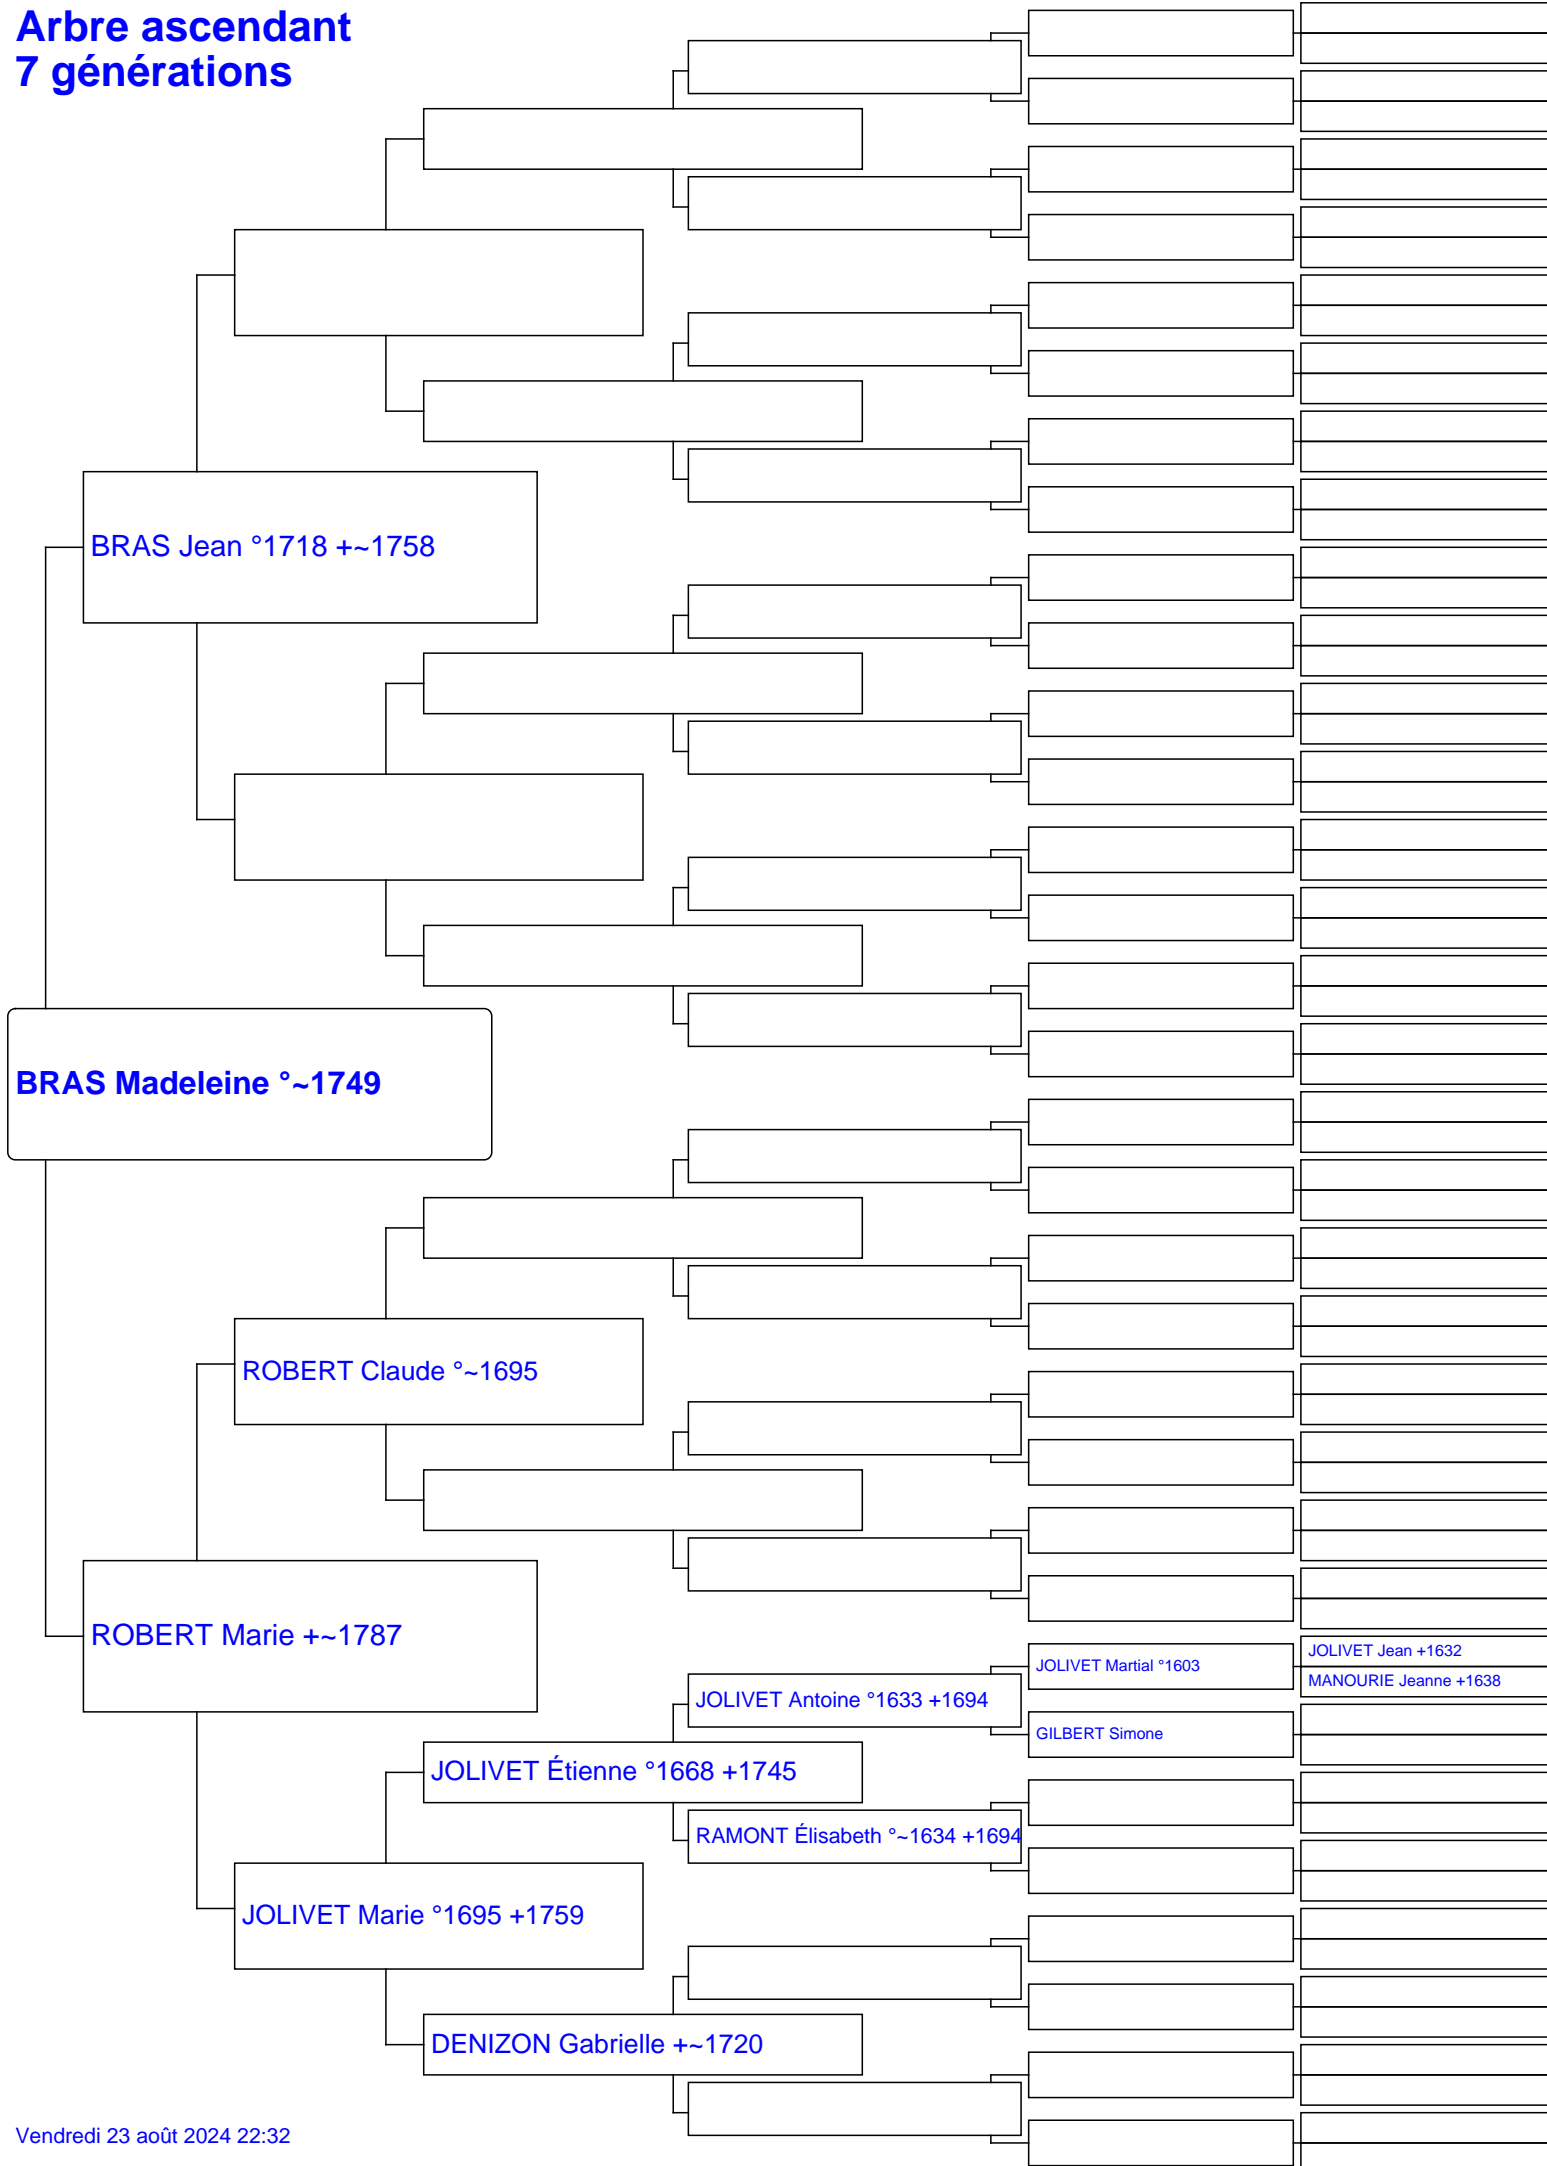 Arbre ascendant
7 générations
BRAS Jean °1718 +~1758
BRAS Madeleine °~1749
ROBERT Claude °~1695
ROBERT Marie +~1787
JOLIVET Jean +1632
JOLIVET Martial °1603
MANOURIE Jeanne +1638
JOLIVET Antoine °1633 +1694
GILBERT Simone
JOLIVET Étienne °1668 +1745
RAMONT Élisabeth °~1634 +1694
JOLIVET Marie °1695 +1759
DENIZON Gabrielle +~1720
Vendredi 23 août 2024 22:32